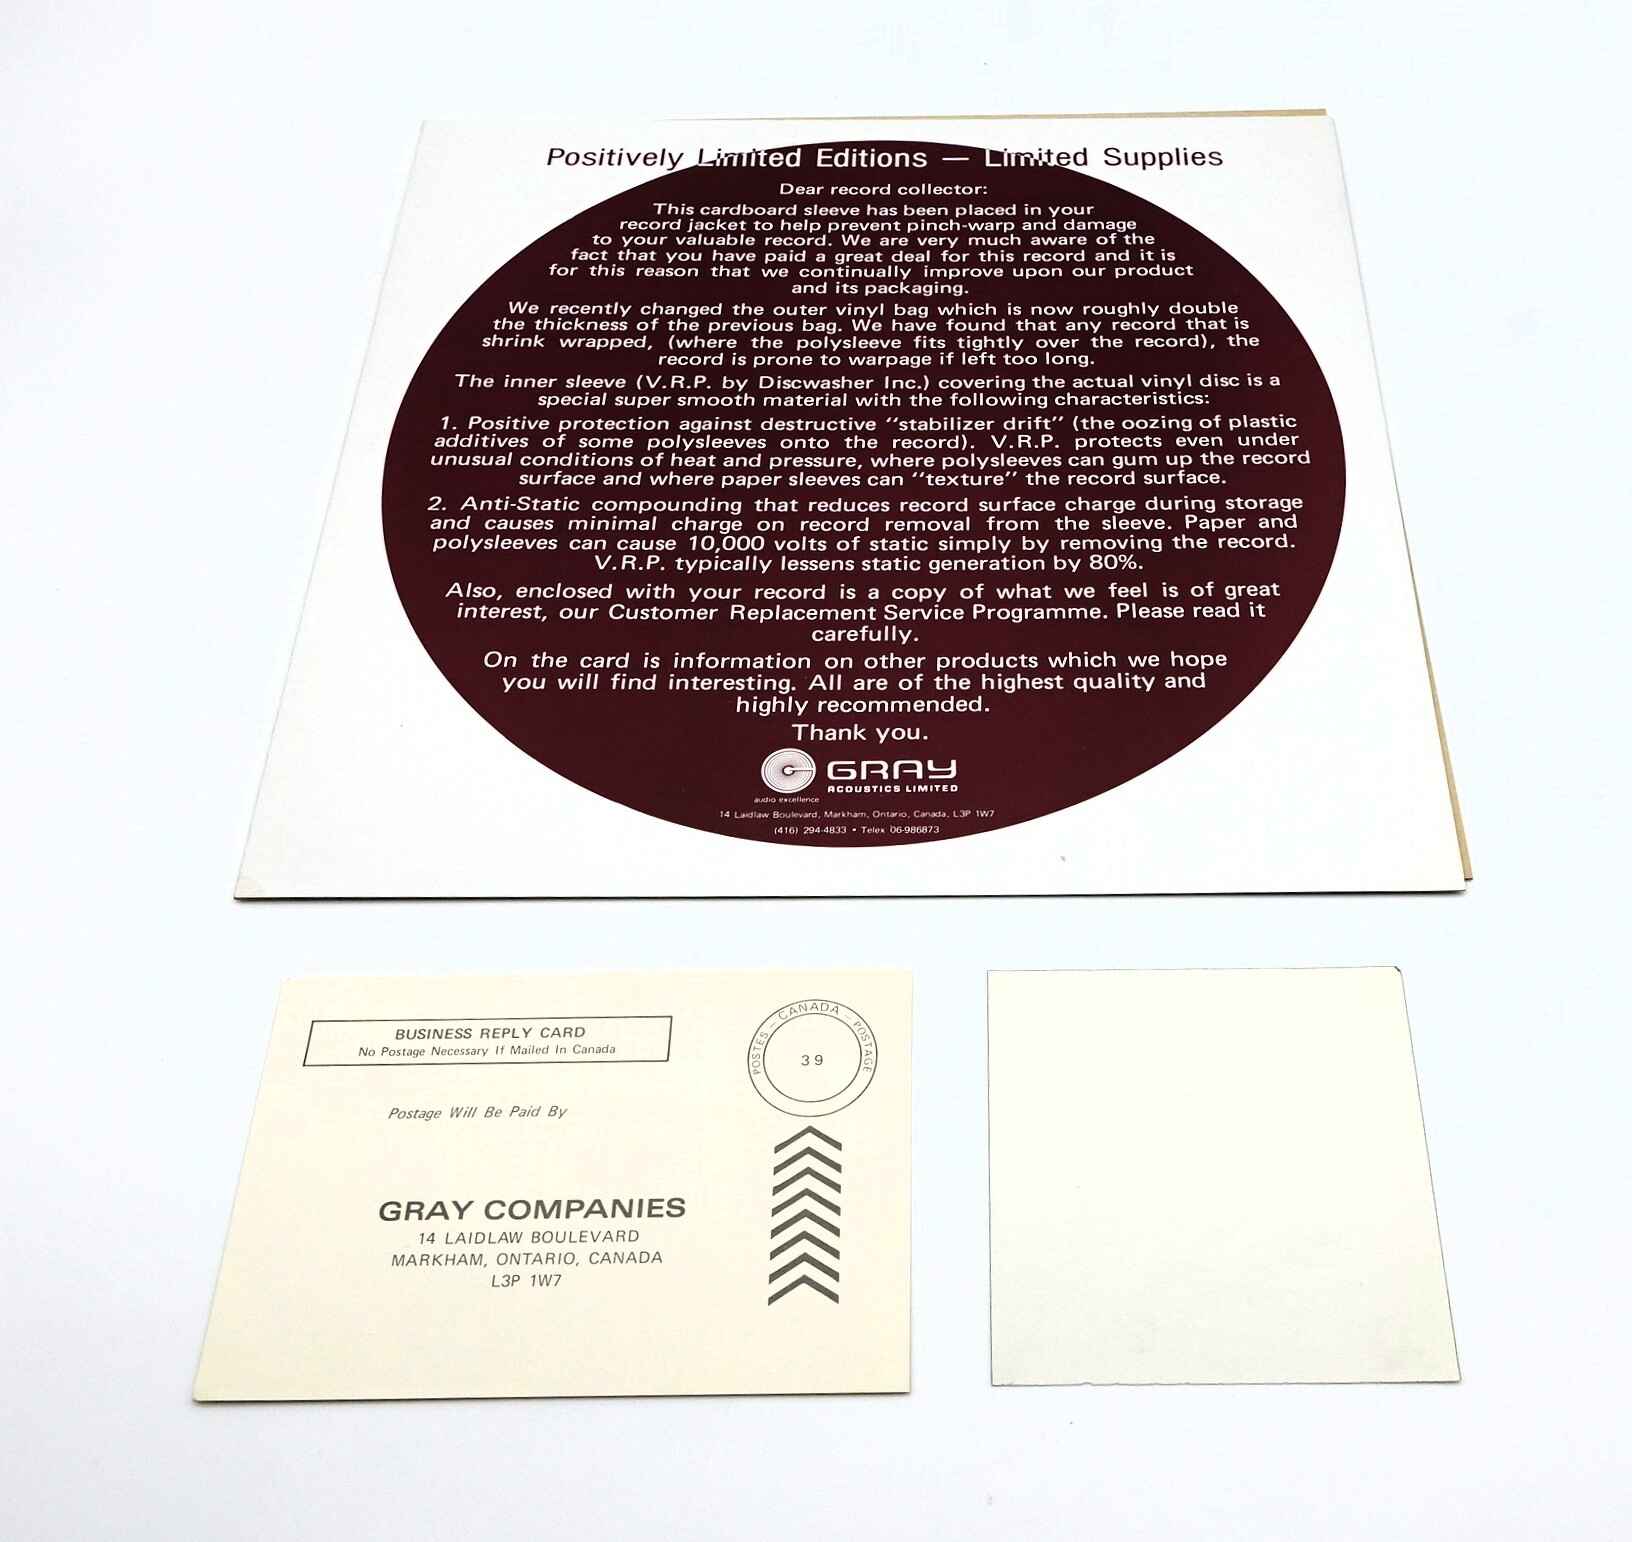 Positively Limited Editions — Limited Supplies
Dear record collector:
This cardboard sleeve has been placed in your
record jacket to help prevent pinch-warp and damage
to your valuable record. We are very much aware of the
fact that you have paid a great deal for this record and it is
for this reason that we continually improve upon our product
and its packaging.
We recently changed the outer vinyl bag which is now roughly double
the thickness of the previous bag. We have found that any record that is
shrink wrapped, (where the polysleeve fits tightly over the record), the
record is prone to warpage if left too long.
The inner sleeve (V.R.P. by Discwasher Inc.) covering the actual vinyl disc is a
special super smooth material with the following characteristics:
1. Positive protection against destructive "stabilizer drift" (the oozing of plastic
additives of some polysleeves onto the record). V.R.P. protects even under
unusual conditions of heat and pressure, where polysleeves can gum up the record
surface and where paper sleeves can "texture" the record surface.
2. Anti-Static compounding that reduces record surface charge during storage
and causes minimal charge on record removal from the sleeve. Paper and
polysleeves can cause 10,000 volts of static simply by removing the record.
V.R.P. typically lessens static generation by 80%.
Also, enclosed with your record is a copy of what we feel is of great
interest, our Customer Replacement Service Programme. Please read it
carefully.
On the card is information on other products which we hope
you will find interesting. All are of the highest quality and
highly recommended.
Thank you.
GRAY
ACOUSTICS LIMITED
audio excellence
14 Laidlaw Boulevard, Markham, Ontario, Canada, L3P 1W7
(416) 294-4833 • Telex 06-986873
BUSINESS REPLY CARD
No Postage Necessary If Mailed In Canada
POSTES – CANADA – POSTAGE
39
Postage Will Be Paid By
GRAY COMPANIES
14 LAIDLAW BOULEVARD
MARKHAM, ONTARIO, CANADA
L3P 1W7